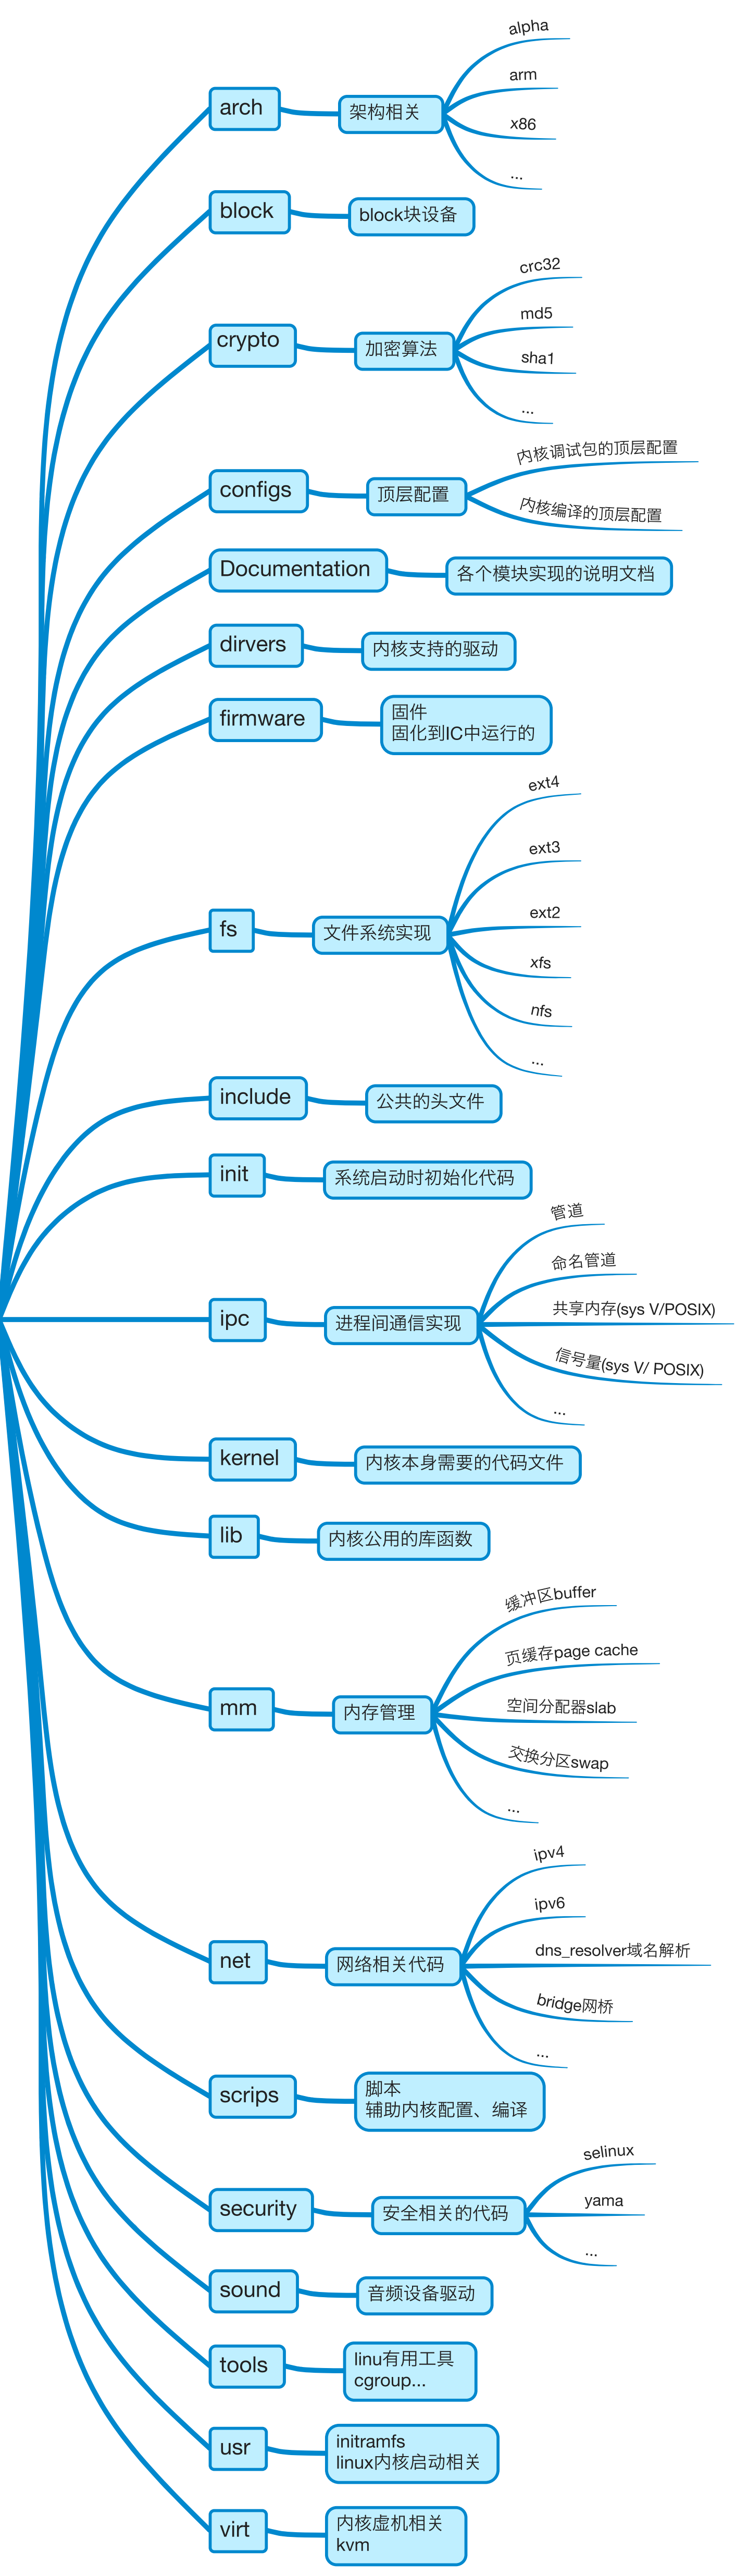 arch
架构相关
alpha
arm
x86
...
block
block块设备
crypto
加密算法
crc32
md5
sha1
...
configs
顶层配置
内核调试包的顶层配置
内核编译的顶层配置
Documentation
各个模块实现的说明文档
dirvers
内核支持的驱动
firmware
固件
固化到IC中运行的
fs
文件系统实现
ext4
ext3
ext2
xfs
nfs
...
include
公共的头文件
init
系统启动时初始化代码
ipc
进程间通信实现
管道
命名管道
共享内存(sys V/POSIX)
信号量(sys V/ POSIX)
...
kernel
内核本身需要的代码文件
lib
内核公用的库函数
mm
内存管理
缓冲区buffer
页缓存page cache
空间分配器slab
交换分区swap
...
net
网络相关代码
ipv4
ipv6
dns_resolver域名解析
bridge网桥
...
scrips
脚本
辅助内核配置、编译
security
安全相关的代码
selinux
yama
...
sound
音频设备驱动
tools
linu有用工具
cgroup...
usr
initramfs
linux内核启动相关
virt
内核虚机相关
kvm